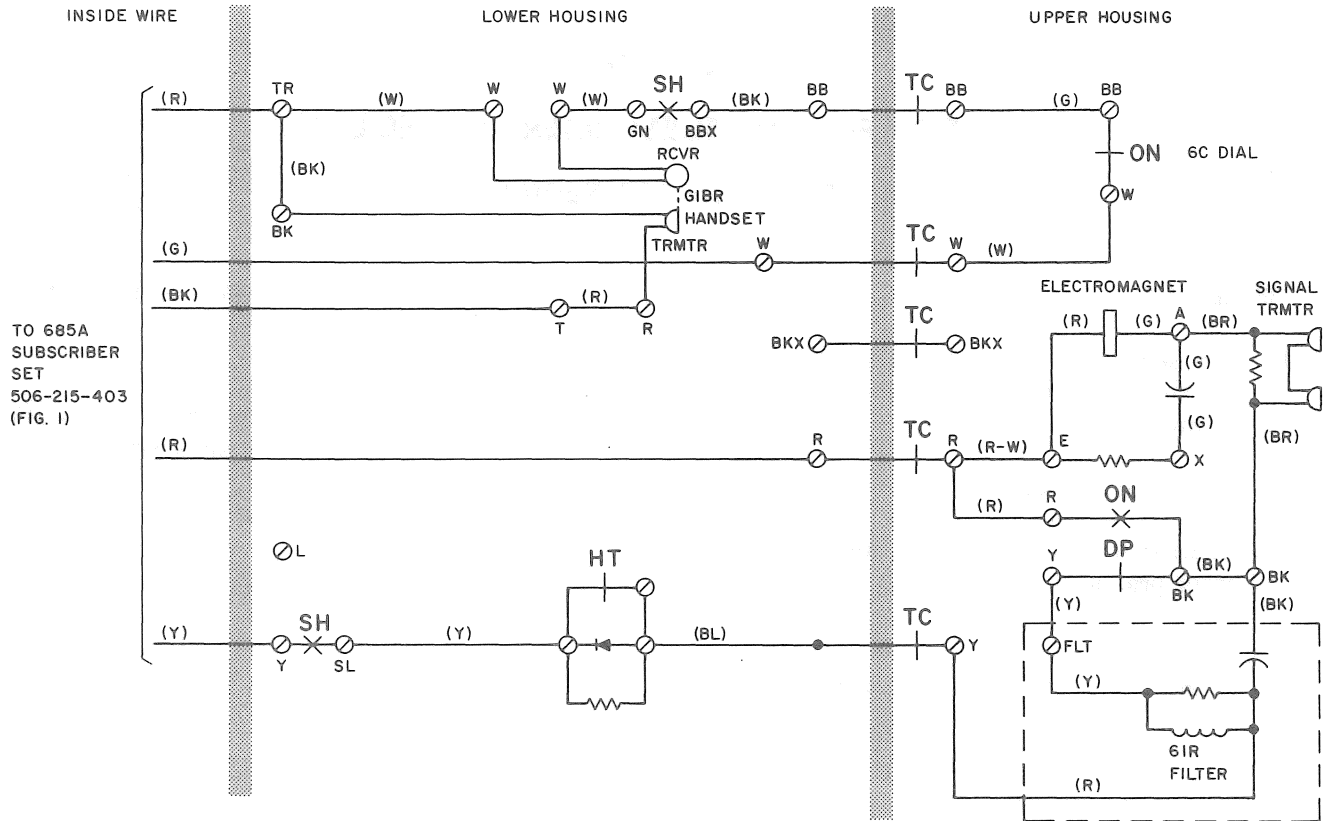 INSIDE WIRE
LOWER HOUSING
UPPER HOUSING
(R)
TR
(W)
W
W
(W)
GN
SH
BBX
(BK)
BB
TC
BB
(G)
BB
ON
6C DIAL
W
(BK)
RCVR
GIBR
HANDSET
TRMTR
BK
(G)
W
TC
W
(W)
(BK)
T
(R)
R
BKX
TC
BKX
ELECTROMAGNET
SIGNAL
TRMTR
(R)
(G)
A
(BR)
(G)
(G)
(BR)
TO 685A
SUBSCRIBER
SET
506-215-403
(FIG. 1)
(R)
R
TC
R
(R-W)
E
X
(R)
R
ON
L
HT
Y
DP
BK
(BK)
BK
(Y)
(BK)
(Y)
Y
SH
SL
(Y)
(BL)
TC
Y
FLT
(Y)
61R
FILTER
(R)